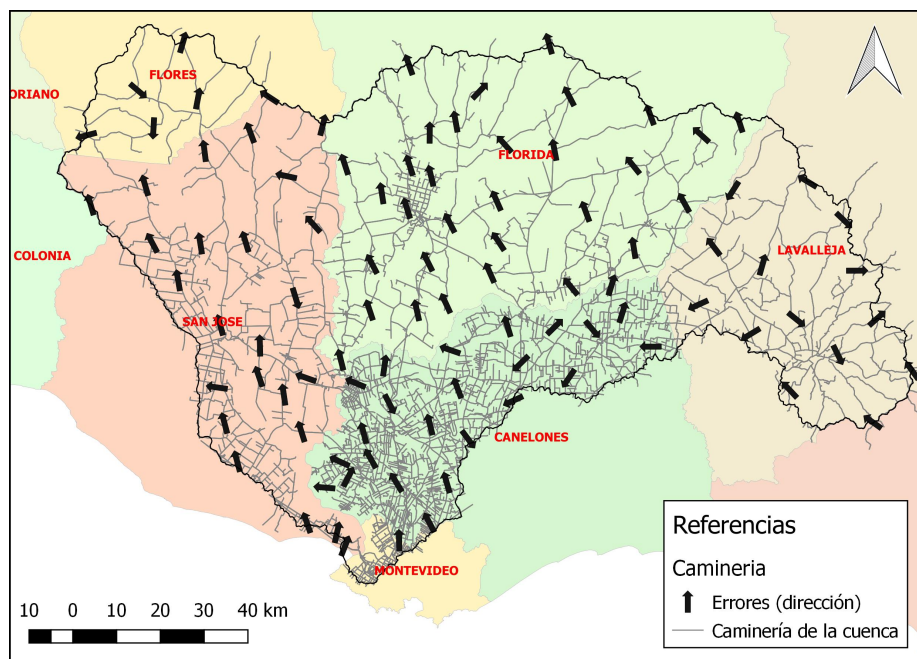 FLORES
ORIANO
FLORIDA
COLONIA
LAVALLEJA
SAN JOSE
CANELONES
MONTEVIDEO
Referencias
Camineria
Errores (dirección)
Caminería de la cuenca
10 0 10 20 30 40 km